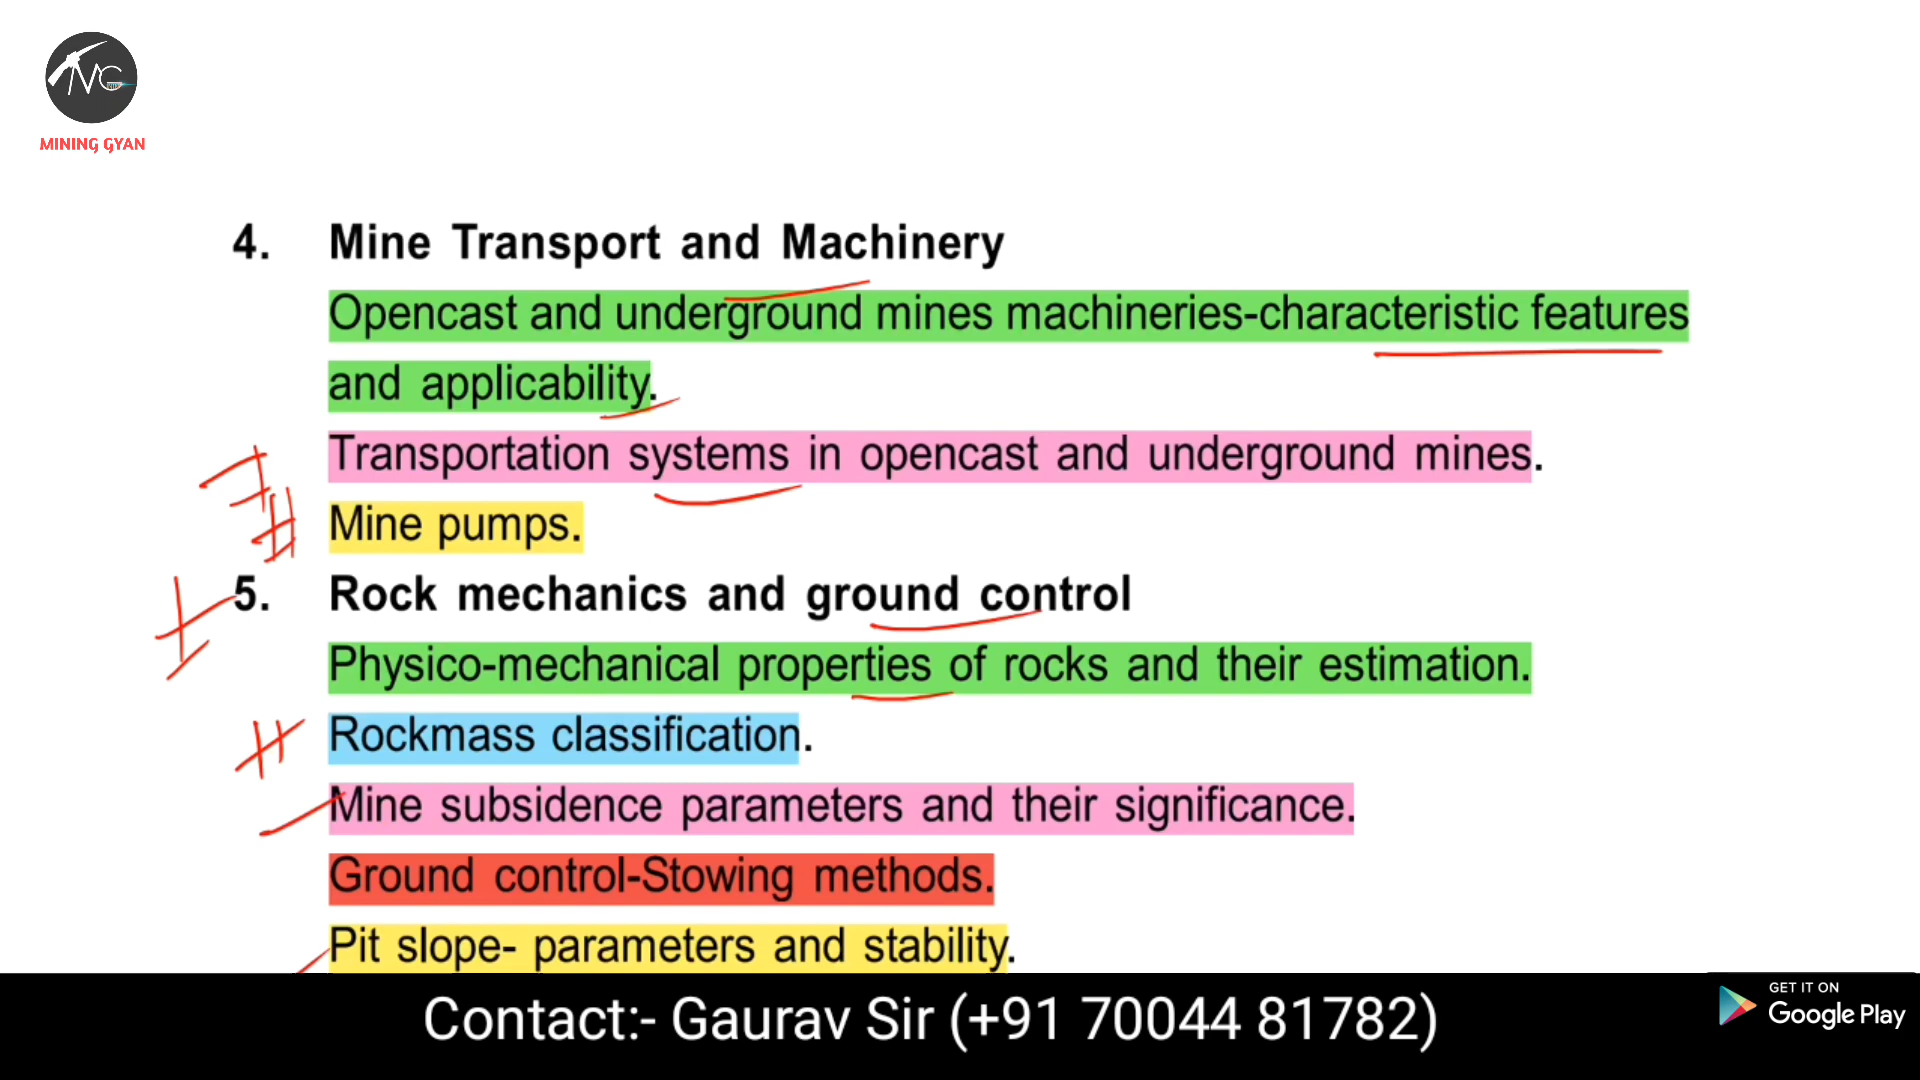 MG
MINING GYAN
4. Mine Transport and Machinery
Opencast and underground mines machineries-characteristic features
and applicability.
Transportation systems in opencast and underground mines.
Mine pumps.
5. Rock mechanics and ground control
Physico-mechanical properties of rocks and their estimation.
Rockmass classification.
Mine subsidence parameters and their significance.
Ground control-Stowing methods.
Pit slope- parameters and stability.
Contact:- Gaurav Sir (+91 70044 81782)
GET IT ON
Google Play